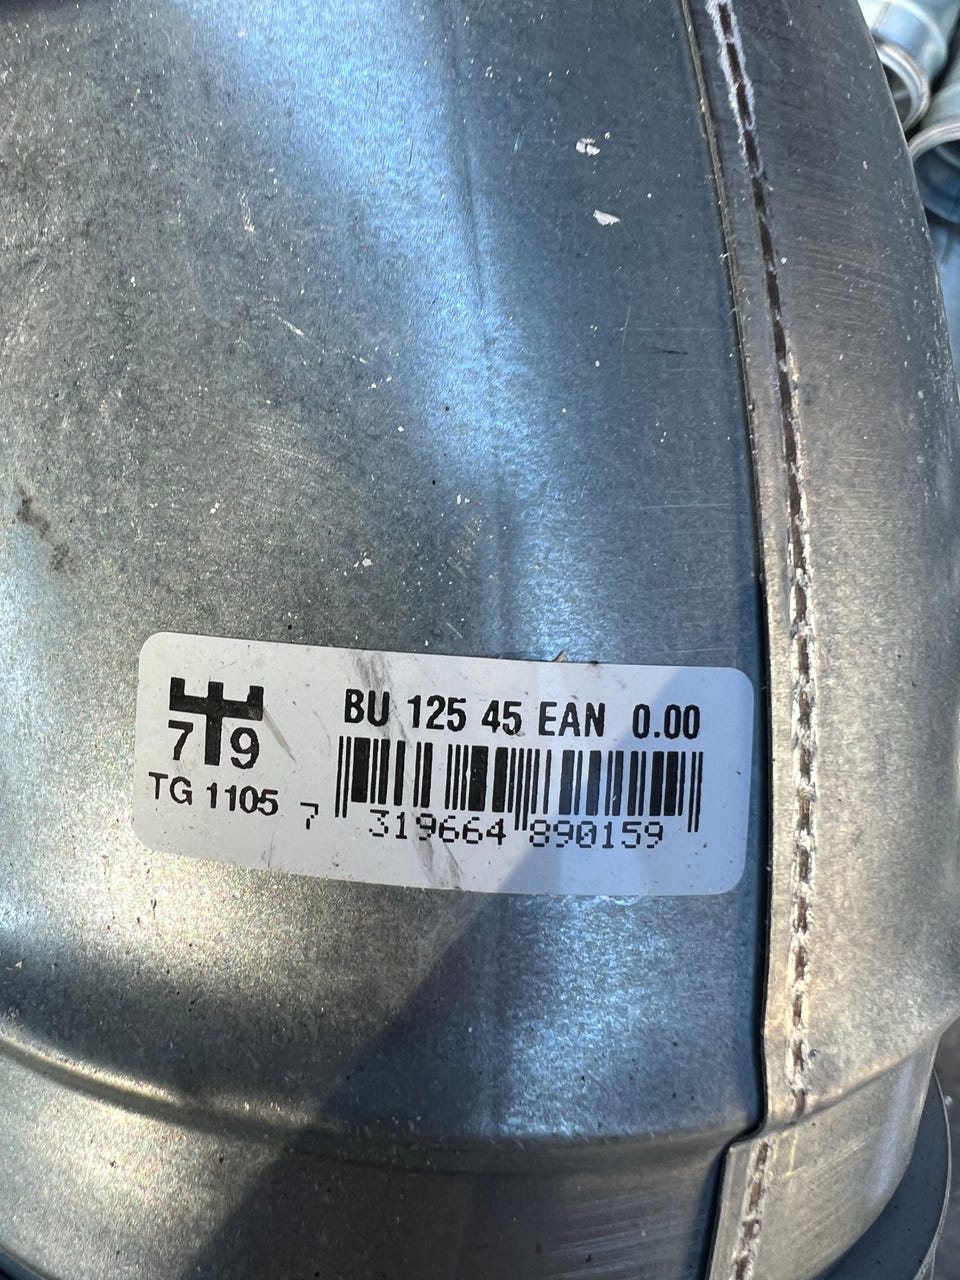 BU 125 45 EAN 0.00
7 9
TG 1105
7 319664 890159